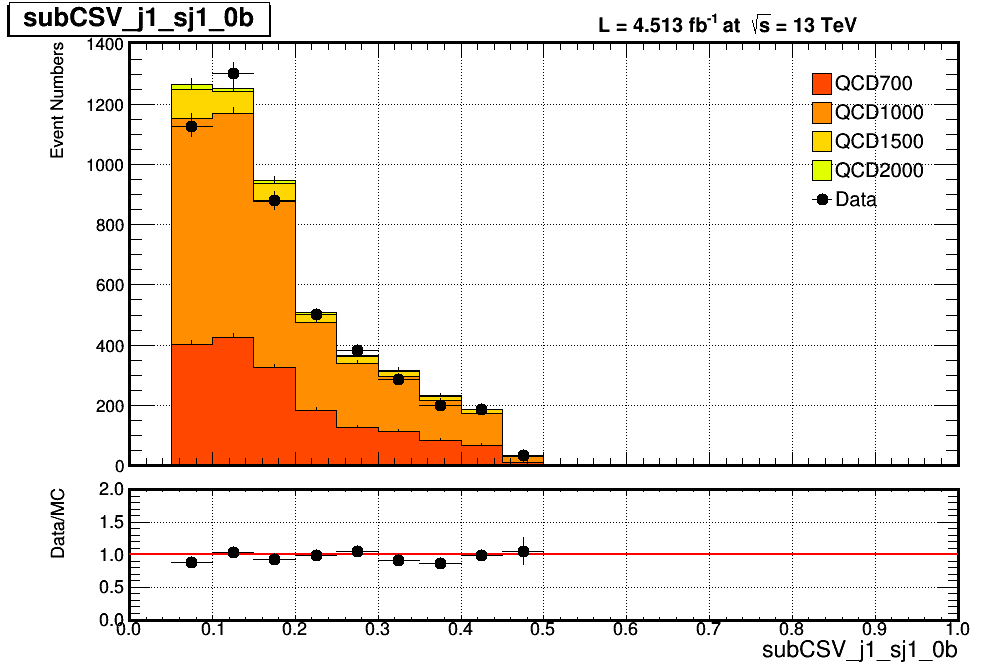 subCSV_j1_sj1_0b
L = 4.513 fb⁻¹ at √s = 13 TeV
Event Numbers
1400
1200
1000
800
600
400
200
0
QCD700
QCD1000
QCD1500
QCD2000
Data
Data/MC
2.0
1.5
1.0
0.5
0.0
0.0 0.1 0.2 0.3 0.4 0.5 0.6 0.7 0.8 0.9 1.0
subCSV_j1_sj1_0b